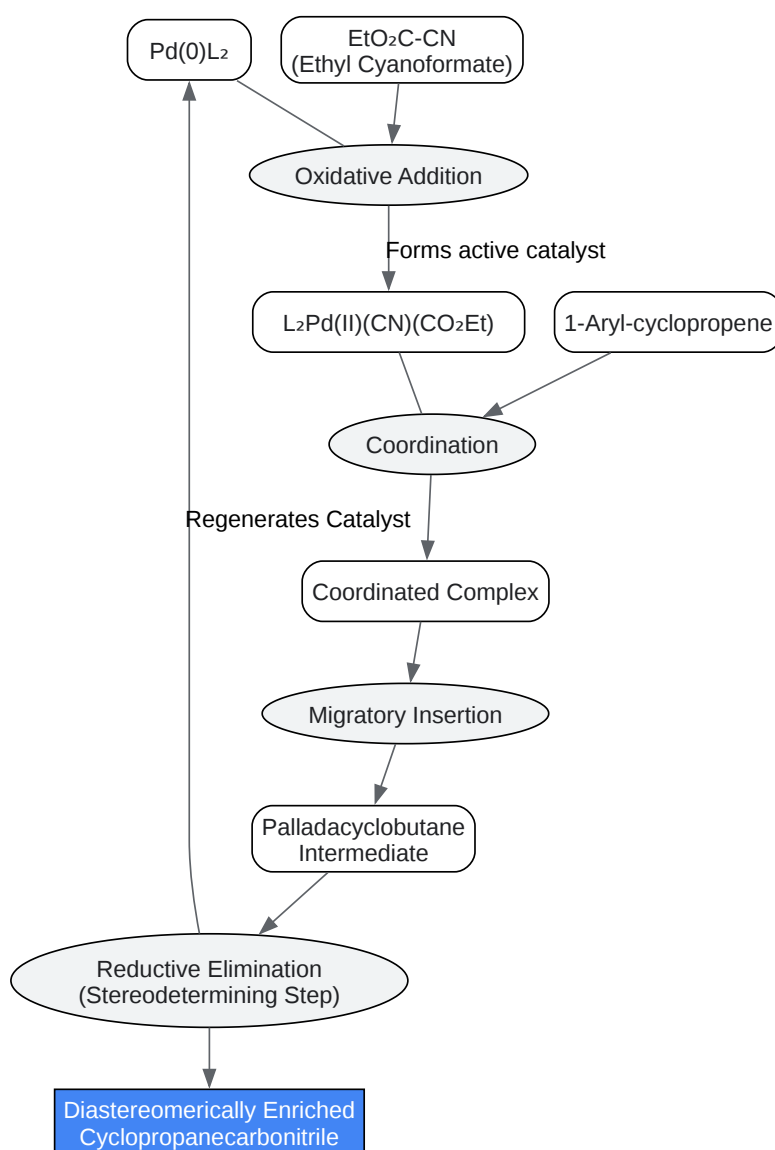 Pd(0)L₂
EtO₂C-CN
(Ethyl Cyanoformate)
Oxidative Addition
Forms active catalyst
L₂Pd(II)(CN)(CO₂Et)
1-Aryl-cyclopropene
Coordination
Regenerates Catalyst
Coordinated Complex
Migratory Insertion
Palladacyclobutane
Intermediate
Reductive Elimination
(Stereodetermining Step)
Diastereomerically Enriched
Cyclopropanecarbonitrile